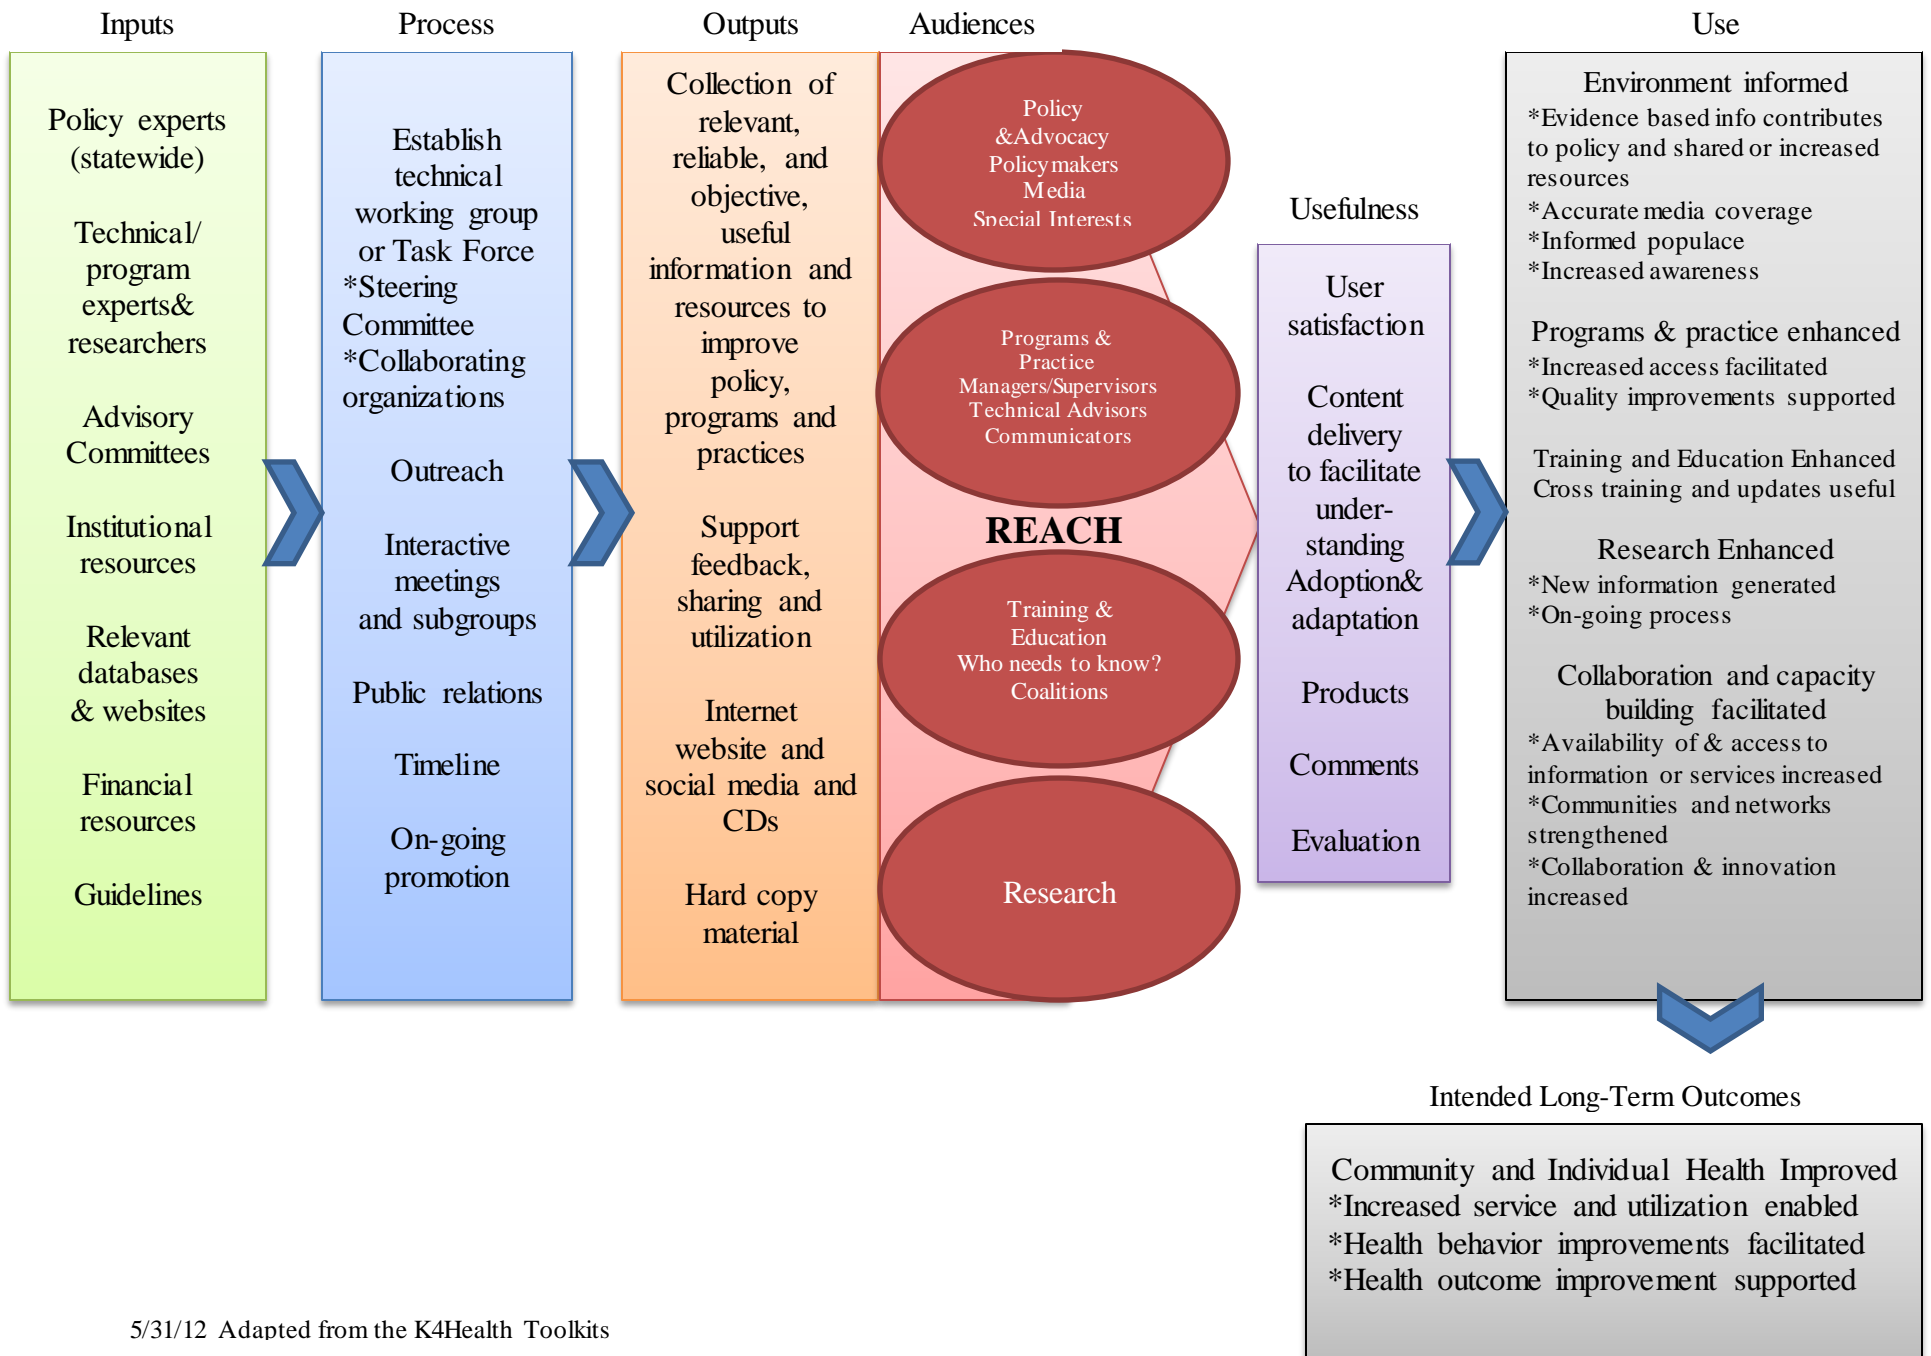 Inputs
Process
Outputs
Audiences
Use
Policy experts
(statewide)
Technical/
program
experts&
researchers
Advisory
Committees
Institutional
resources
Relevant
databases
& websites
Financial
resources
Guidelines
Establish
technical
working group
or Task Force
*Steering
Committee
*Collaborating
organizations
Outreach
Interactive
meetings
and subgroups
Public relations
Timeline
On-going
promotion
Collection of
relevant,
reliable, and
objective,
useful
information and
resources to
improve
policy,
programs and
practices
Support
feedback,
sharing and
utilization
Internet
website and
social media and
CDs
Hard copy
material
Policy
&Advocacy
Policymakers
Media
Special Interests
Programs &
Practice
Managers/Supervisors
Technical Advisors
Communicators
REACH
Training &
Education
Who needs to know?
Coalitions
Research
Usefulness
User
satisfaction
Content
delivery
to facilitate
under-
standing
Adoption&
adaptation
Products
Comments
Evaluation
Environment informed
*Evidence based info contributes
to policy and shared or increased
resources
*Accurate media coverage
*Informed populace
*Increased awareness
Programs & practice enhanced
*Increased access facilitated
*Quality improvements supported
Training and Education Enhanced
Cross training and updates useful
Research Enhanced
*New information generated
*On-going process
Collaboration and capacity
building facilitated
*Availability of & access to
information or services increased
*Communities and networks
strengthened
*Collaboration & innovation
increased
Intended Long-Term Outcomes
Community and Individual Health Improved
*Increased service and utilization enabled
*Health behavior improvements facilitated
*Health outcome improvement supported
5/31/12 Adapted from the K4Health Toolkits